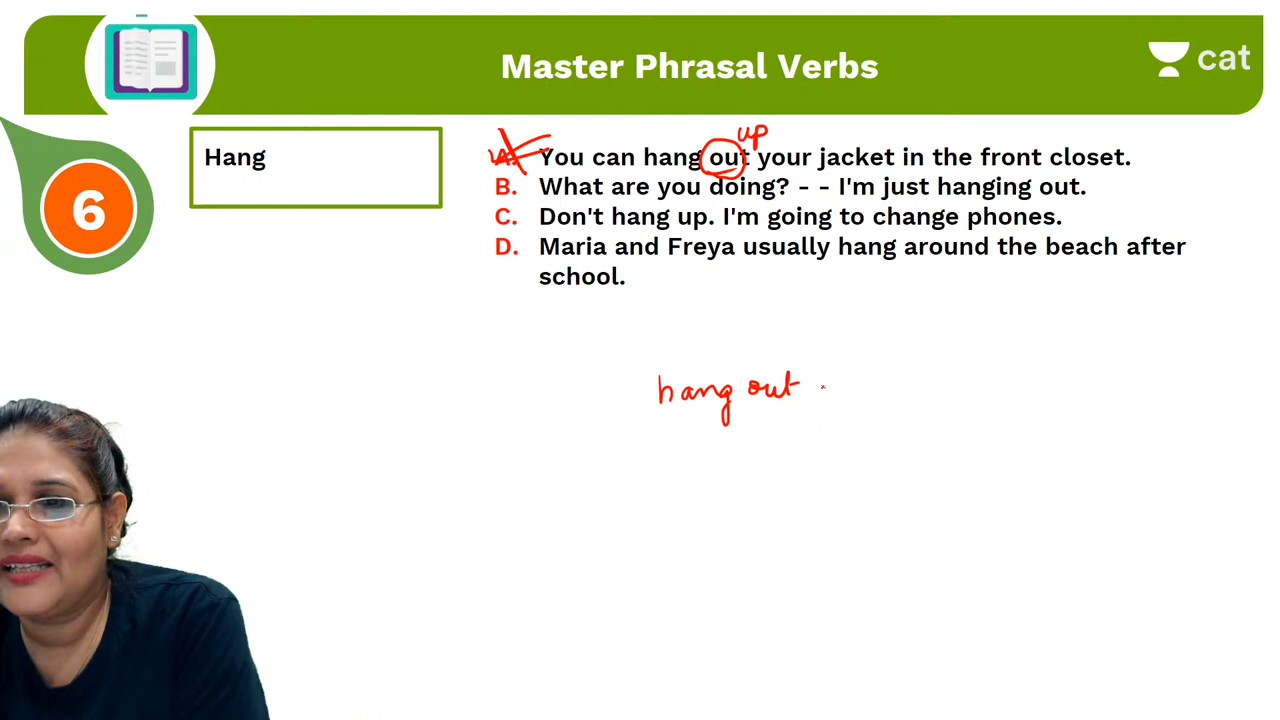 Master Phrasal Verbs
cat
6
Hang
up
A. You can hang out your jacket in the front closet.
B. What are you doing? - - I'm just hanging out.
C. Don't hang up. I'm going to change phones.
D. Maria and Freya usually hang around the beach after
school.
hang out